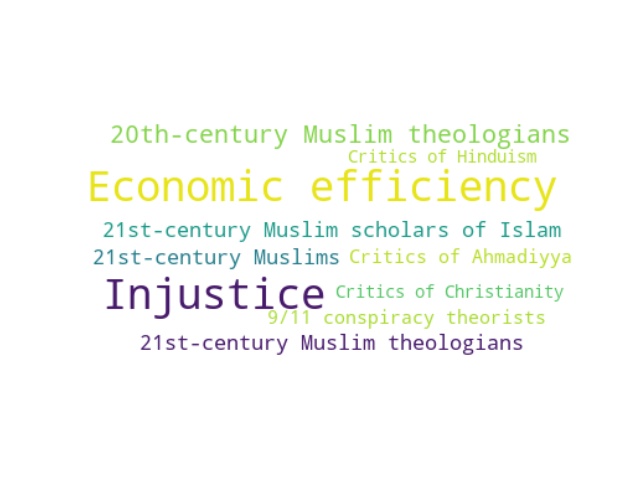 20th-century Muslim theologians
Critics of Hinduism
Economic efficiency
21st-century Muslim scholars of Islam
21st-century Muslims
Critics of Ahmadiyya
Injustice
Critics of Christianity
9/11 conspiracy theorists
21st-century Muslim theologians